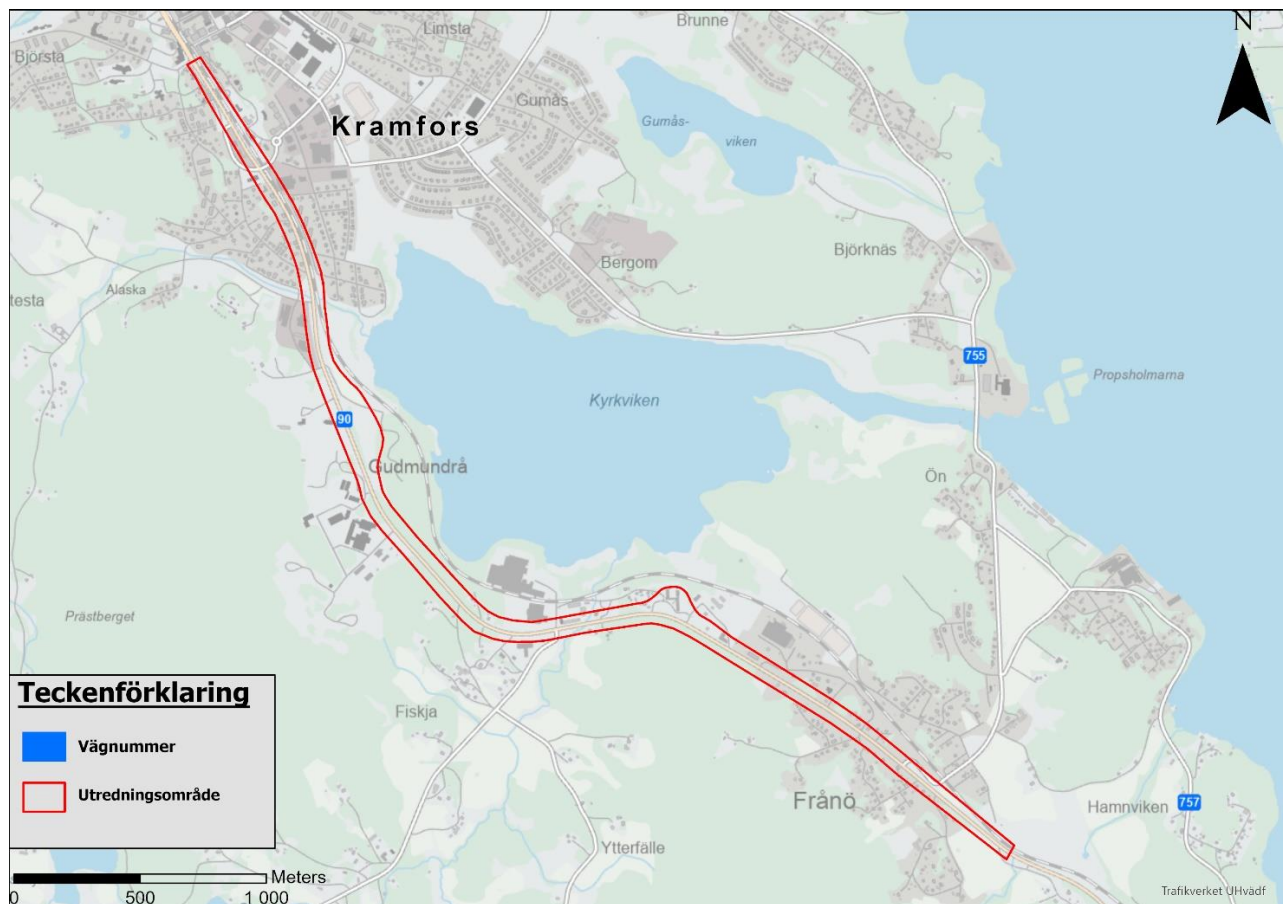 Limsta
Brunne
N
Björsta
Gumås
Kramfors
Gumås-
viken
Björknäs
Bergom
Alaska
testa
755
Propsholmarna
Kyrkviken
90
Gudmundrå
Ön
Prästberget
Teckenförklaring
Fiskja
Vägnummer
Utredningsområde
Frånö
Hamnviken
757
Ytterfälle
Meters
0 500 1 000
Trafikverket UHvädf